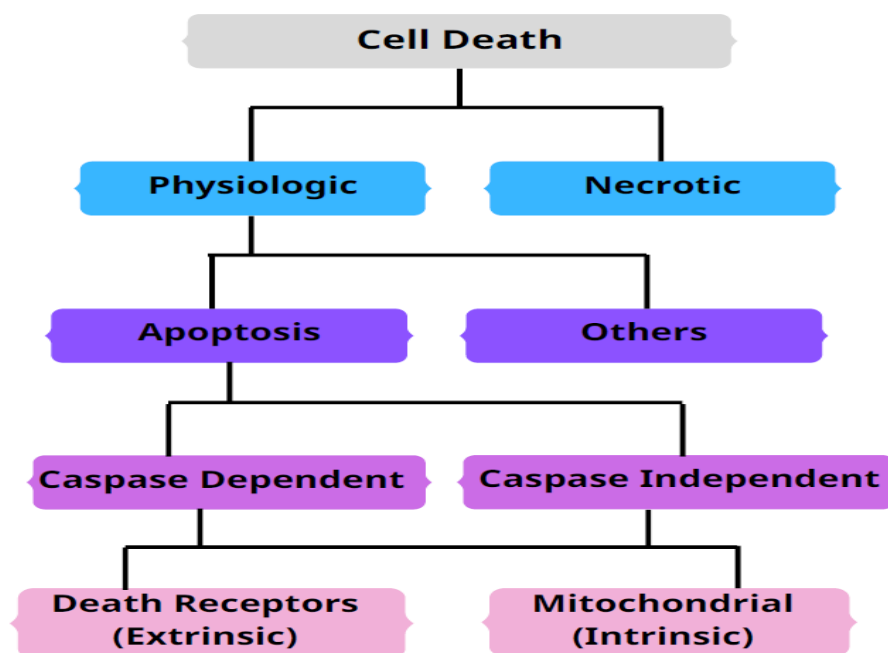 Cell Death
Physiologic
Necrotic
Apoptosis
Others
Caspase Dependent
Caspase Independent
Death Receptors
(Extrinsic)
Mitochondrial
(Intrinsic)